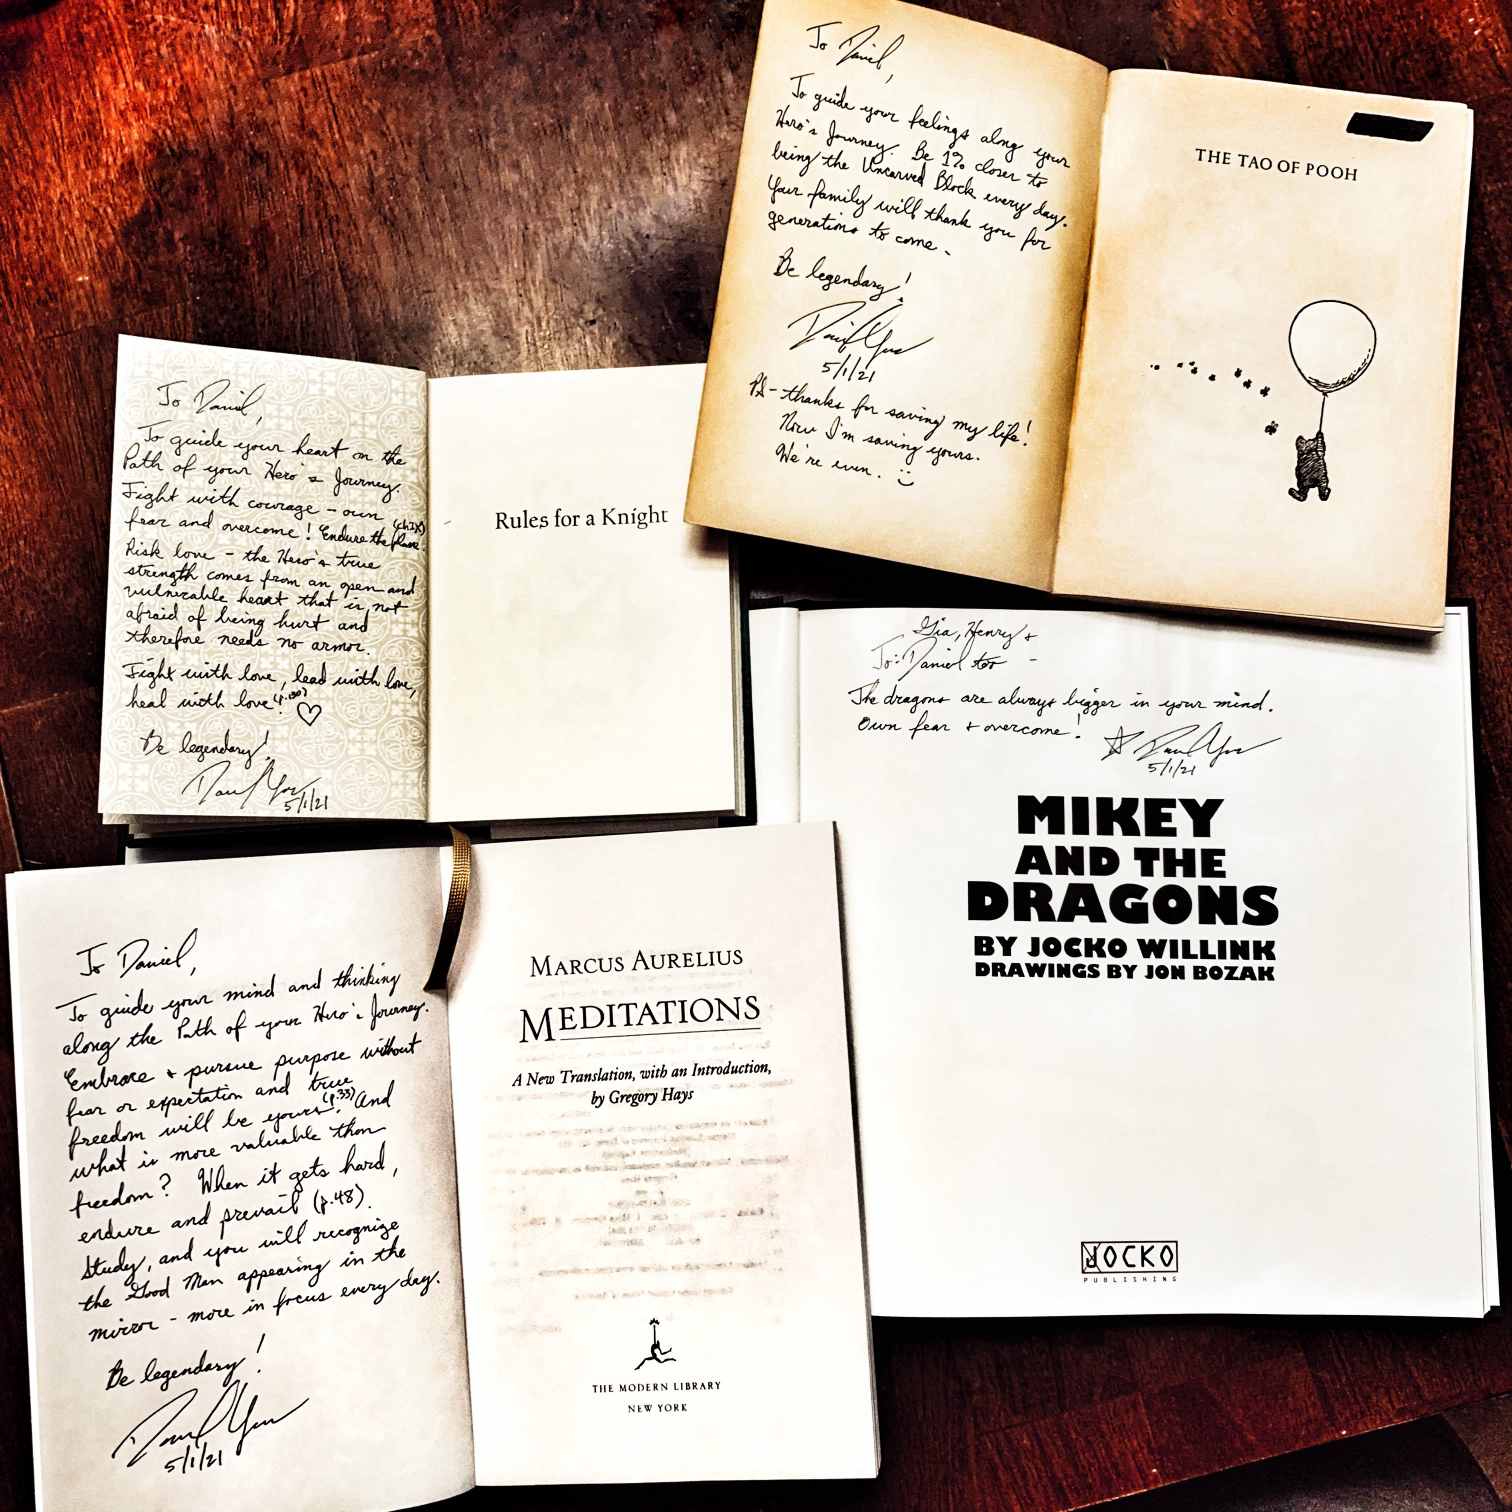 To Daniel,
To guide your feelings along your
Hero's Journey. Be 1% closer to
being the Uncarved Block every day.
Your family will thank you for
generations to come.
Be legendary!
5/1/21
PS - thanks for saving my life!
Now I'm saving yours.
We're even. :)
THE TAO OF POOH
To Daniel,
To guide your heart on the
Path of your Hero's Journey.
Fight with courage - own
fear and overcome! Endure the place (ch IX)
Risk love - the Hero's true
strength comes from an open and
vulnerable heart that is not
afraid of being hurt and
therefore needs no armor.
Fight with love, lead with love,
heal with love! ♡
Be legendary!
5/1/21
Rules for a Knight
Gia, Henry +
To: Daniel too -
The dragons are always bigger in your mind.
Own fear + overcome!
5/1/21
MIKEY
AND THE
DRAGONS
BY JOCKO WILLINK
DRAWINGS BY JON BOZAK
JOCKO
PUBLISHING
To Daniel,
To guide your mind and thinking
along the Path of your Hero's Journey.
Embrace + pursue purpose without
fear or expectation and true
freedom will be yours! (p.33) And
what is more valuable than
freedom? When it gets hard,
endure and prevail (p.48).
Study, and you will recognize
the Good Man appearing in the
mirror - more in focus every day.
Be legendary!
5/1/21
MARCUS AURELIUS
MEDITATIONS
A New Translation, with an Introduction,
by Gregory Hays
THE MODERN LIBRARY
NEW YORK